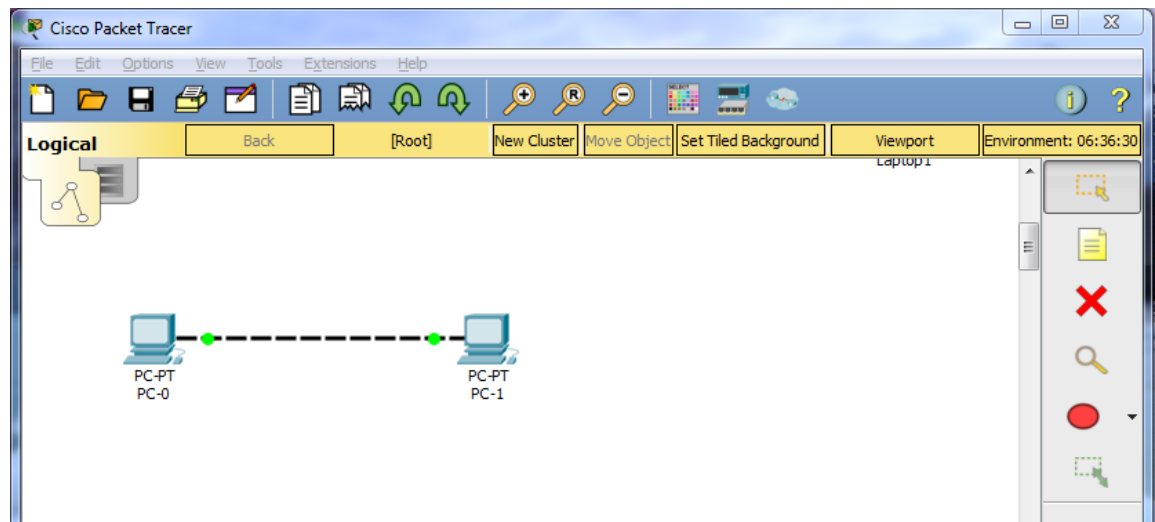 Cisco Packet Tracer
File Edit Options View Tools Extensions Help
R
i ?
Logical Back [Root] New Cluster Move Object Set Tiled Background Viewport Environment: 06:36:30
Laptop1
PC-PT
PC-0
PC-PT
PC-1